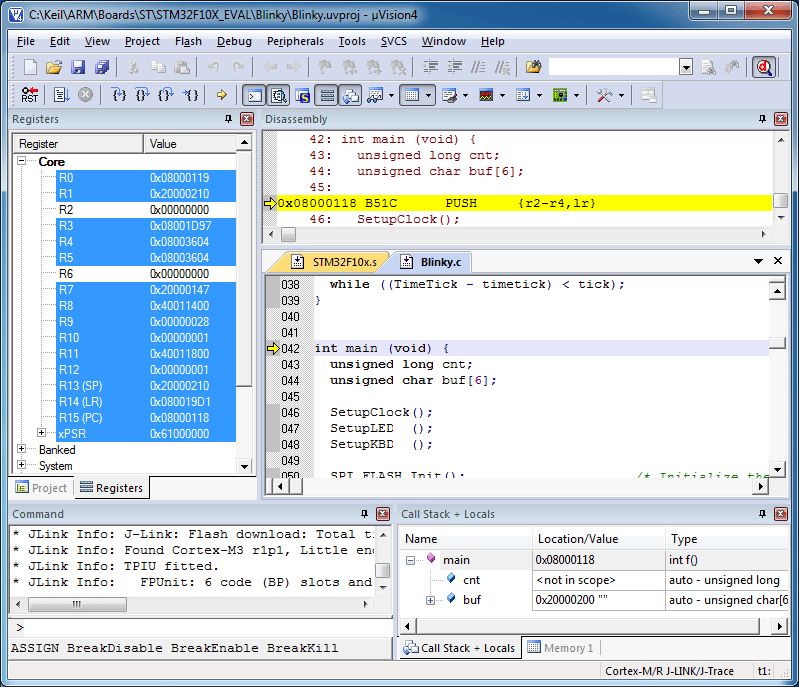 C:\Keil\ARM\Boards\ST\STM32F10X_EVAL\Blinky\Blinky.uvproj - µVision4
File Edit View Project Flash Debug Peripherals Tools SVCS Window Help
RST
Registers
Register Value
Core
R0 0x08000119
R1 0x20000210
R2 0x00000000
R3 0x08001D97
R4 0x08003604
R5 0x08003604
R6 0x00000000
R7 0x20000147
R8 0x40011400
R9 0x00000028
R10 0x00000001
R11 0x40011800
R12 0x00000001
R13 (SP) 0x20000210
R14 (LR) 0x080019D1
R15 (PC) 0x08000118
xPSR 0x61000000
Banked
System
Project Registers
Disassembly
42: int main (void) {
43: unsigned long cnt;
44: unsigned char buf[6];
45:
0x08000118 B51C PUSH {r2-r4,lr}
46: SetupClock();
STM32F10x.s Blinky.c
038 while ((TimeTick - timetick) < tick);
039 }
040
041
042 int main (void) {
043 unsigned long cnt;
044 unsigned char buf[6];
045
046 SetupClock();
047 SetupLED ();
048 SetupKBD ();
049
050 SPI_FLASH_Init(); /* Initialize the
Command
* JLink Info: J-Link: Flash download: Total t
* JLink Info: Found Cortex-M3 r1p1, Little en
* JLink Info: TPIU fitted.
* JLink Info: FPUnit: 6 code (BP) slots and
>
ASSIGN BreakDisable BreakEnable BreakKill
Call Stack + Locals
Name Location/Value Type
main 0x08000118 int f()
cnt <not in scope> auto - unsigned long
buf 0x20000200 "" auto - unsigned char[6
Call Stack + Locals Memory 1
Cortex-M/R J-LINK/J-Trace t1: